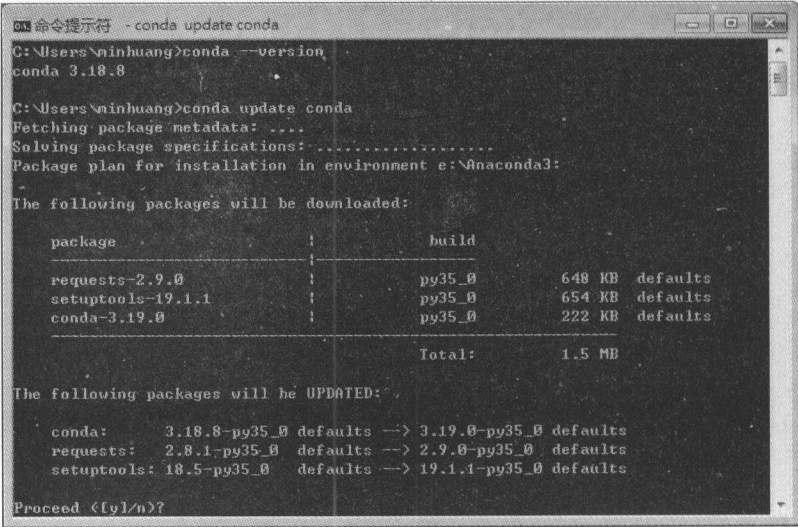 命令提示符 - conda update conda
C:\Users\minhuang>conda --version
conda 3.18.8
C:\Users\minhuang>conda update conda
Fetching package metadata: ....
Solving package specifications: ...................
Package plan for installation in environment e:\Anaconda3:
The following packages will be downloaded:
package | build
requests-2.9.0 | py35_0 648 KB defaults
setuptools-19.1.1 | py35_0 654 KB defaults
conda-3.19.0 | py35_0 222 KB defaults
Total: 1.5 MB
The following packages will be UPDATED:
conda: 3.18.8-py35_0 defaults --> 3.19.0-py35_0 defaults
requests: 2.8.1-py35_0 defaults --> 2.9.0-py35_0 defaults
setuptools: 18.5-py35_0 defaults --> 19.1.1-py35_0 defaults
Proceed ([y]/n)?